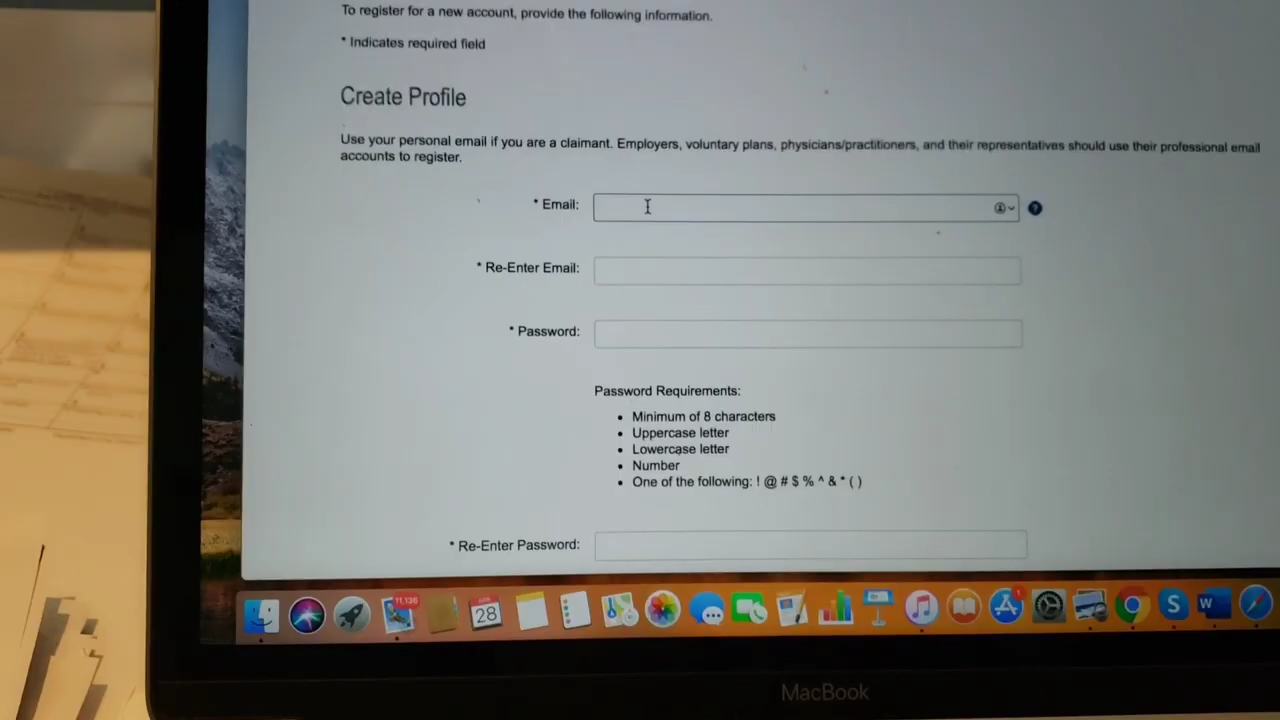 To register for a new account, provide the following information.
* Indicates required field
Create Profile
Use your personal email if you are a claimant. Employers, voluntary plans, physicians/practitioners, and their representatives should use their professional email
accounts to register.
* Email:
* Re-Enter Email:
* Password:
Password Requirements:
• Minimum of 8 characters
• Uppercase letter
• Lowercase letter
• Number
• One of the following: ! @ # $ % ^ & * ( )
* Re-Enter Password:
11,136
28
1
S
W
MacBook